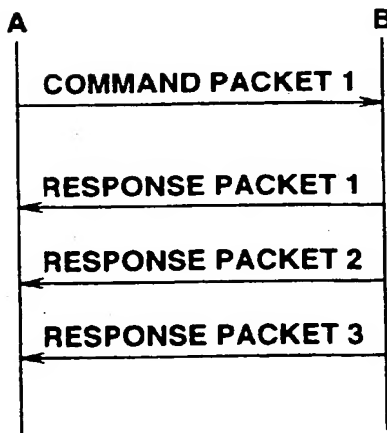 A B
COMMAND PACKET 1
RESPONSE PACKET 1
RESPONSE PACKET 2
RESPONSE PACKET 3